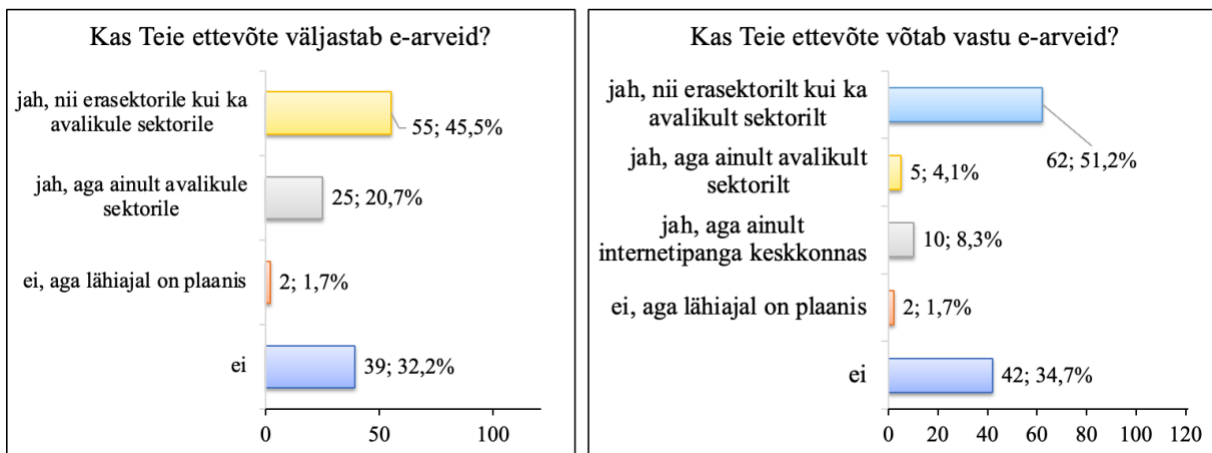 Kas Teie ettevõte väljastab e-arveid?
jah, nii erasektorile kui ka
avalikule sektorile
55; 45,5%
jah, aga ainult avalikule
sektorile
25; 20,7%
ei, aga lähiajal on plaanis
2; 1,7%
ei
39; 32,2%
0 50 100
Kas Teie ettevõte võtab vastu e-arveid?
jah, nii erasektorilt kui ka
avalikult sektorilt
62; 51,2%
jah, aga ainult avalikult
sektorilt
5; 4,1%
jah, aga ainult
internetipanga keskkonnas
10; 8,3%
ei, aga lähiajal on plaanis
2; 1,7%
ei
42; 34,7%
0 20 40 60 80 100 120